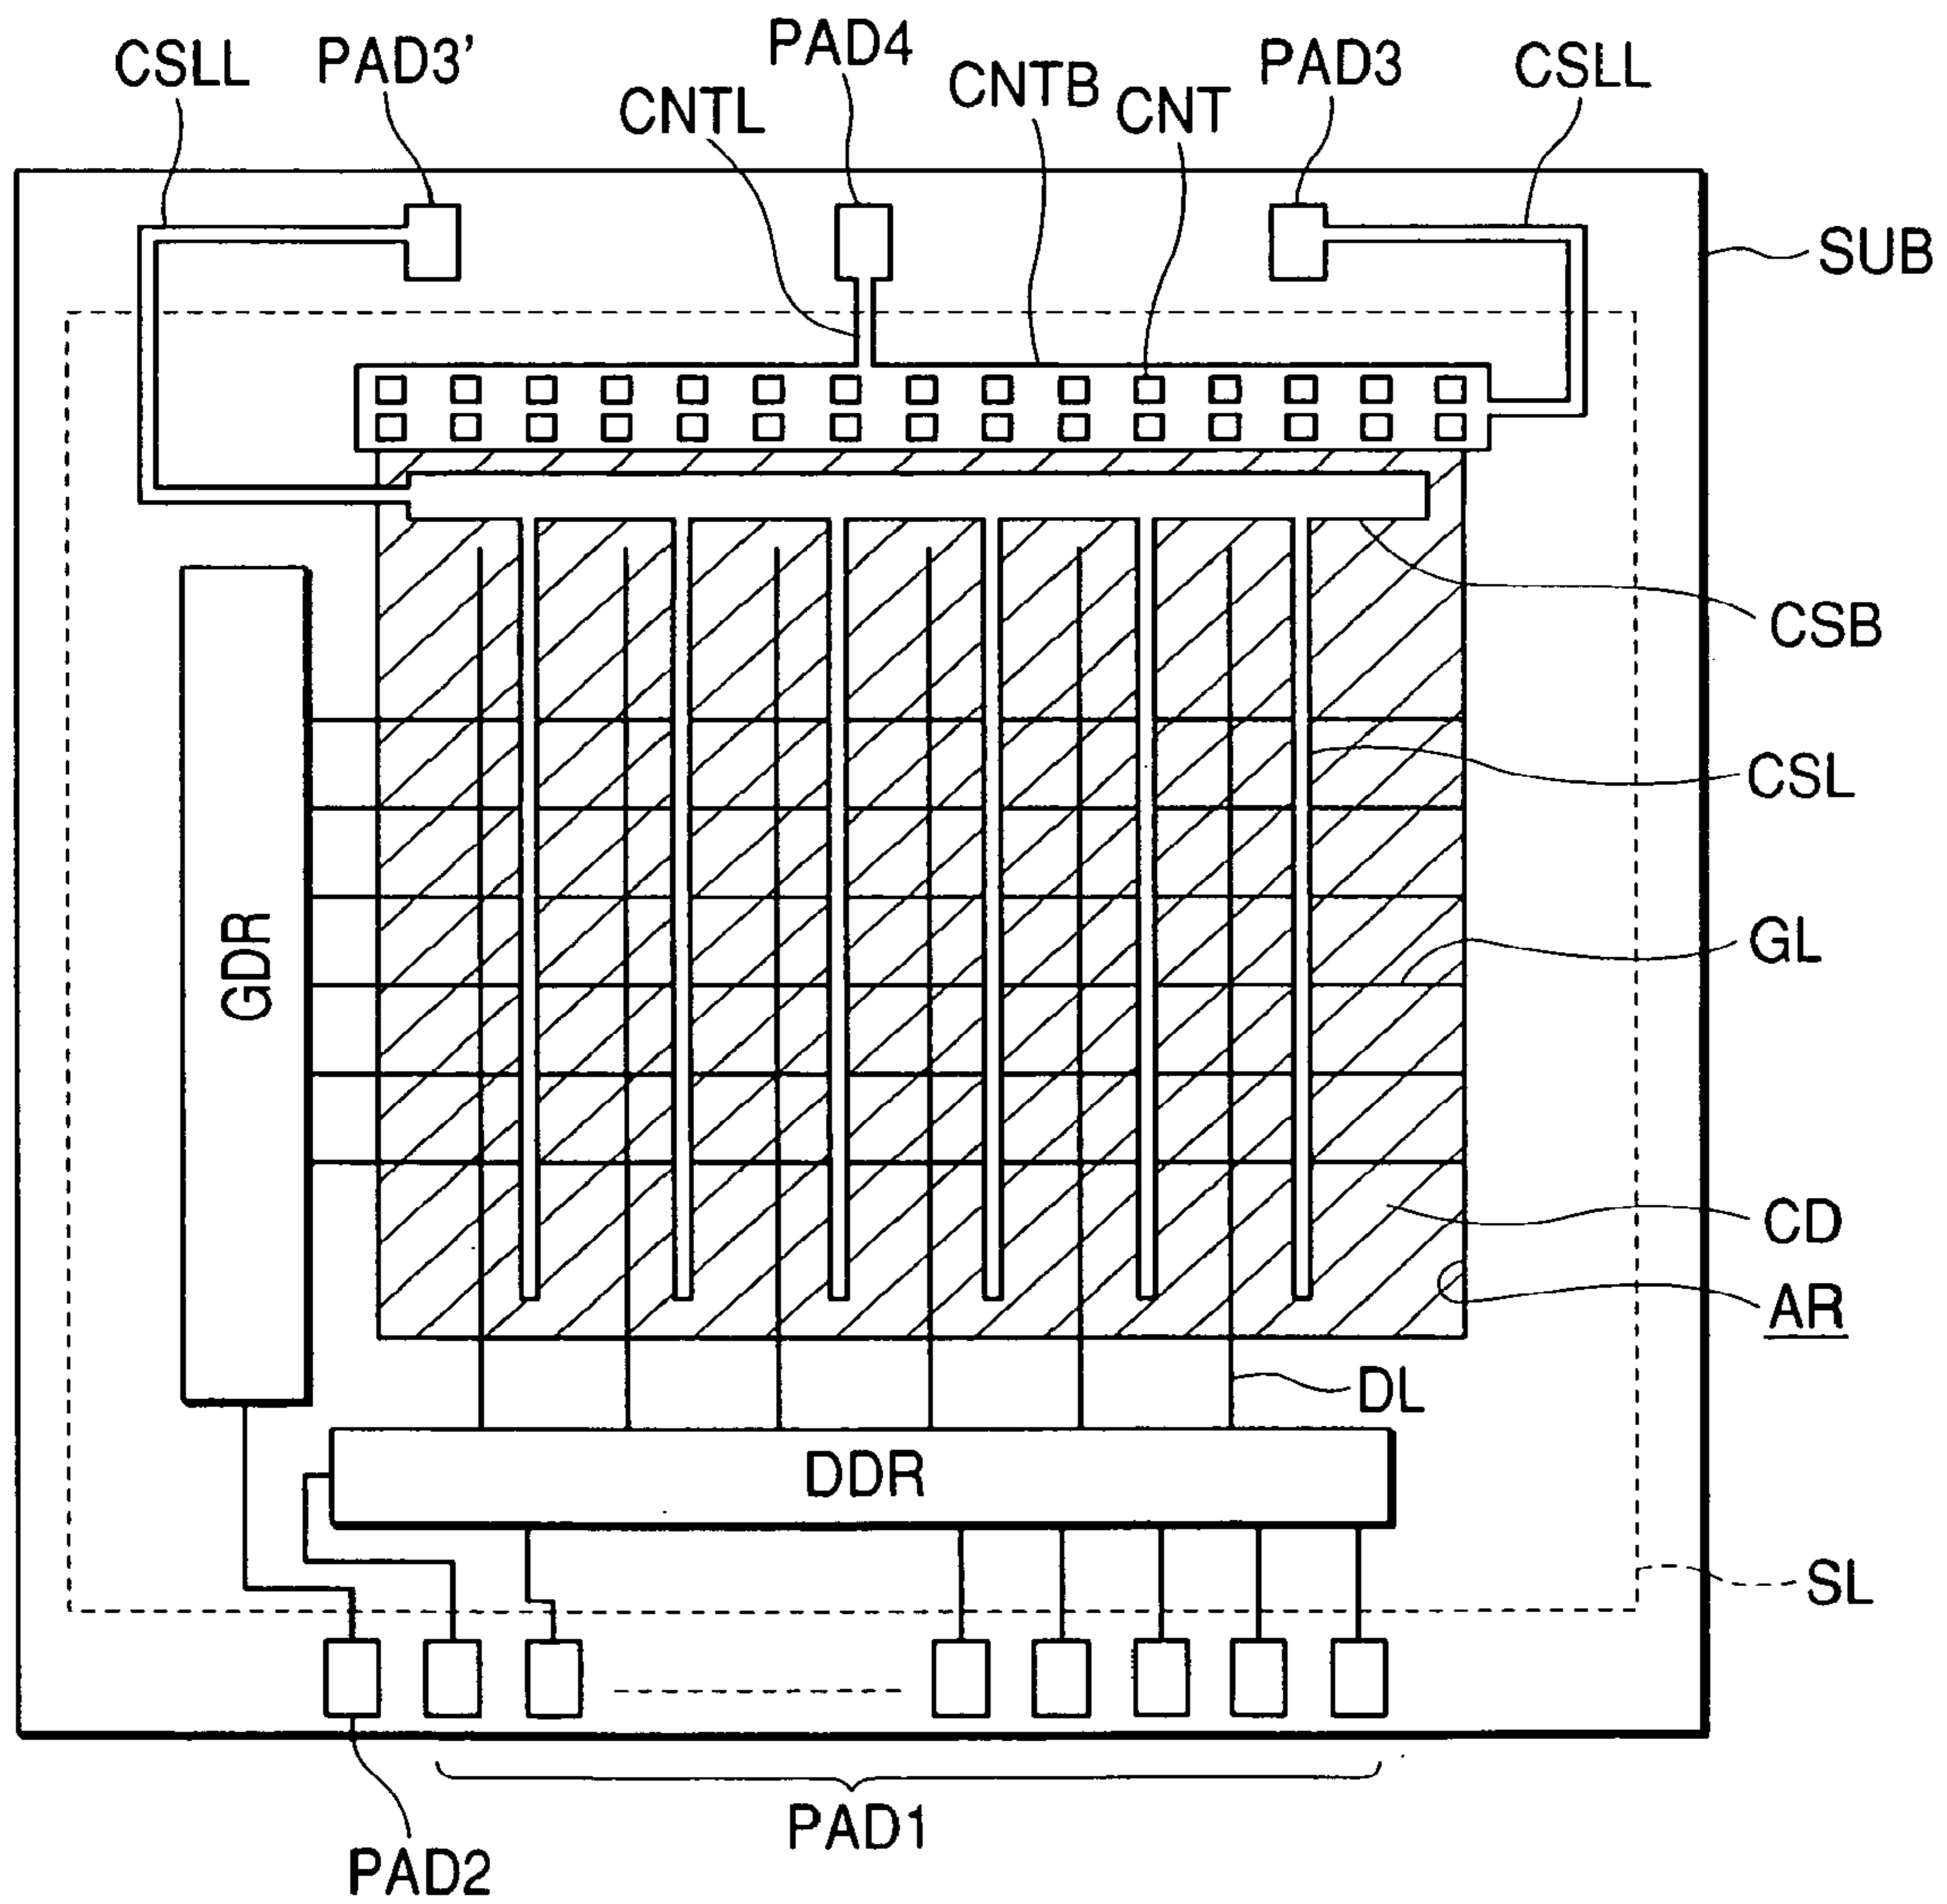 CSLL
PAD3'
PAD4
CNTL
CNTB
CNT
PAD3
CSLL
SUB
CSB
CSL
GDR
GL
CD
AR
DL
DDR
SL
PAD1
PAD2